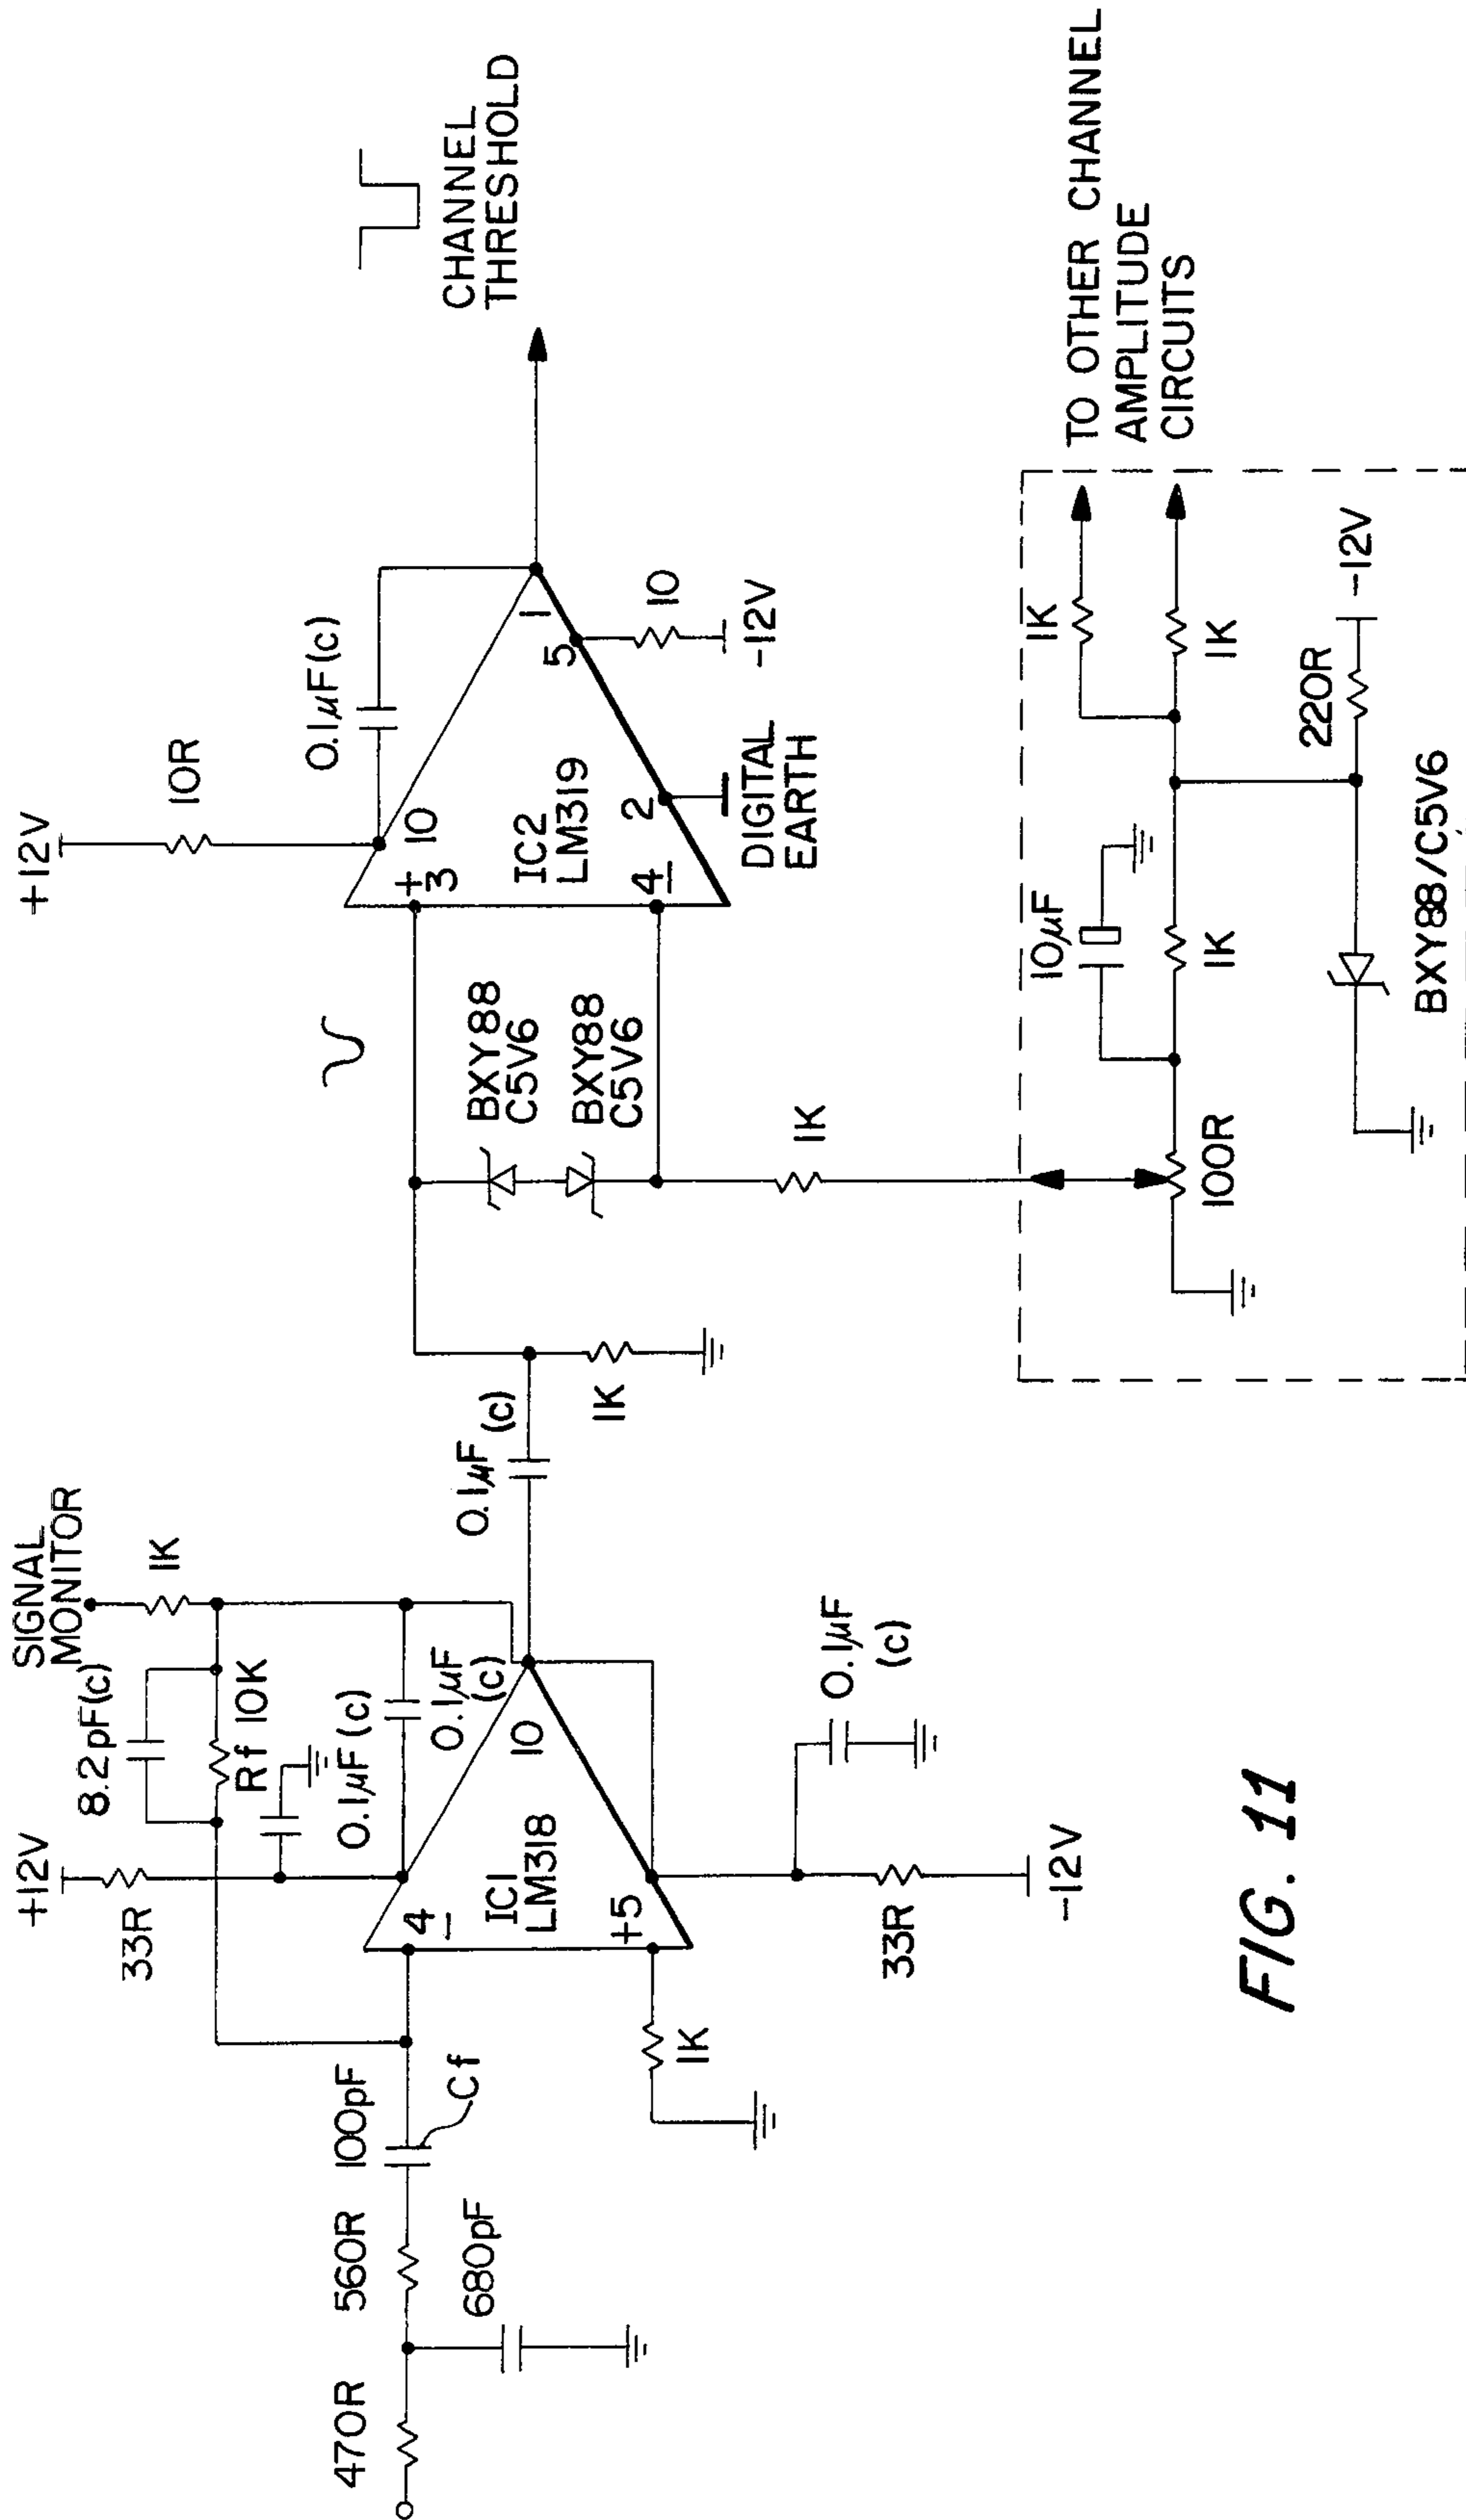 470R
560R
680pF
100pF
Cf
1K
33R
+12V
8.2pF(c)
Rf 10K
0.1μF(c)
SIGNAL
MONITOR
1K
0.1μF
(c)
4
-
IC1
LM318
+5
10
33R
-12V
0.1μF
(c)
0.1μF (c)
1K
BXY88
C5V6
BXY88
C5V6
1K
+12V
10R
0.1μF(c)
+
3
10
IC2
LM319
4
-
2
5
1
DIGITAL
EARTH
10
-12V
CHANNEL
THRESHOLD
100R
10μF
1K
1K
1K
220R
-12V
BXY88/C5V6
TO OTHER CHANNEL
AMPLITUDE
CIRCUITS
FIG. 11